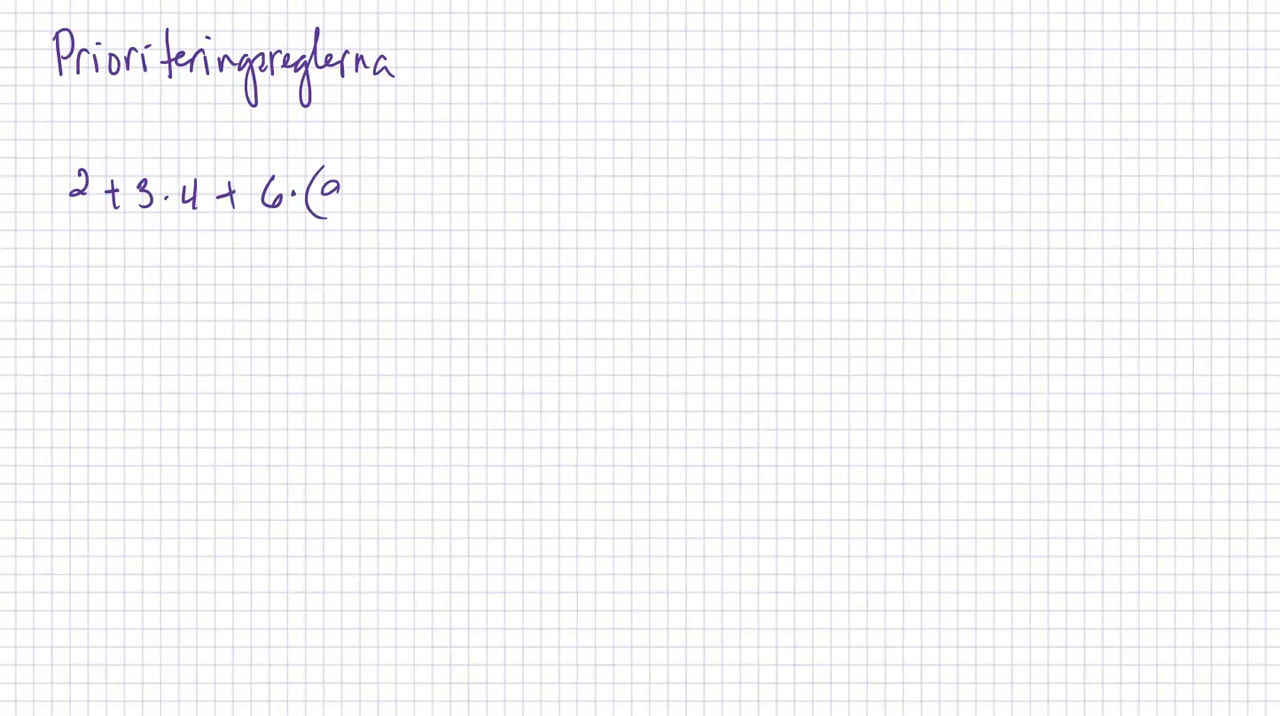 Prioriteringsreglerna
2 + 3 · 4 + 6 · (